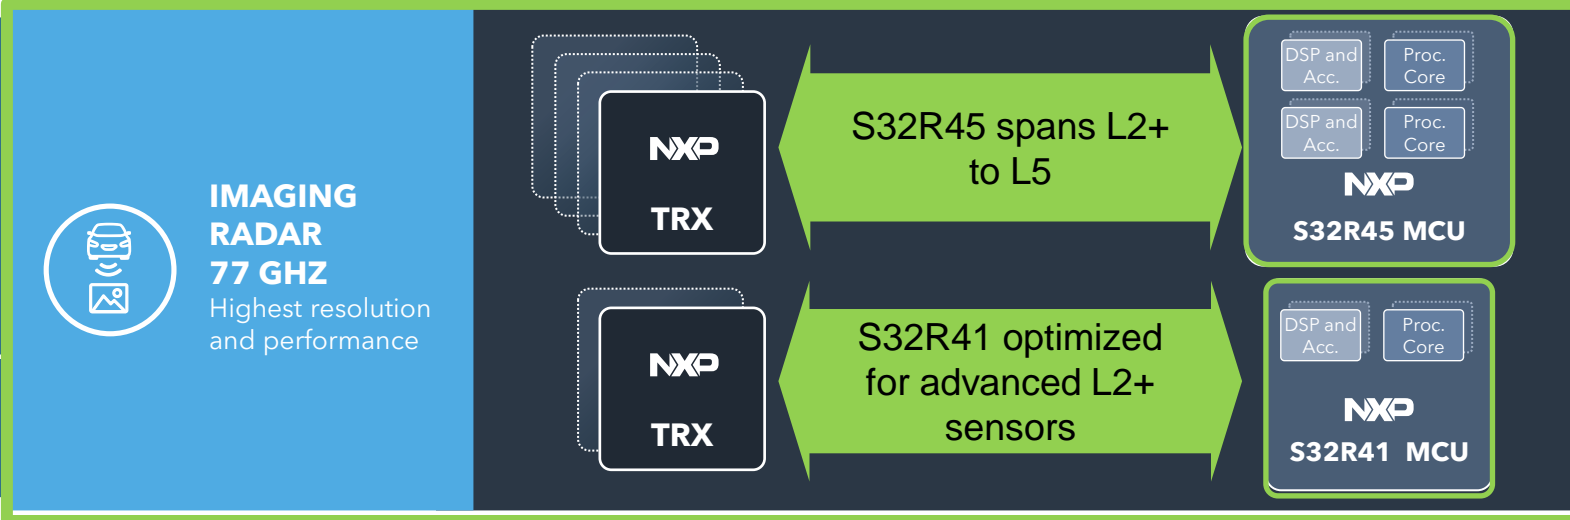 IMAGING
RADAR
77 GHZ
Highest resolution
and performance
NXP
TRX
S32R45 spans L2+
to L5
DSP and
Acc.
Proc.
Core
DSP and
Acc.
Proc.
Core
NXP
S32R45 MCU
NXP
TRX
S32R41 optimized
for advanced L2+
sensors
DSP and
Acc.
Proc.
Core
NXP
S32R41 MCU